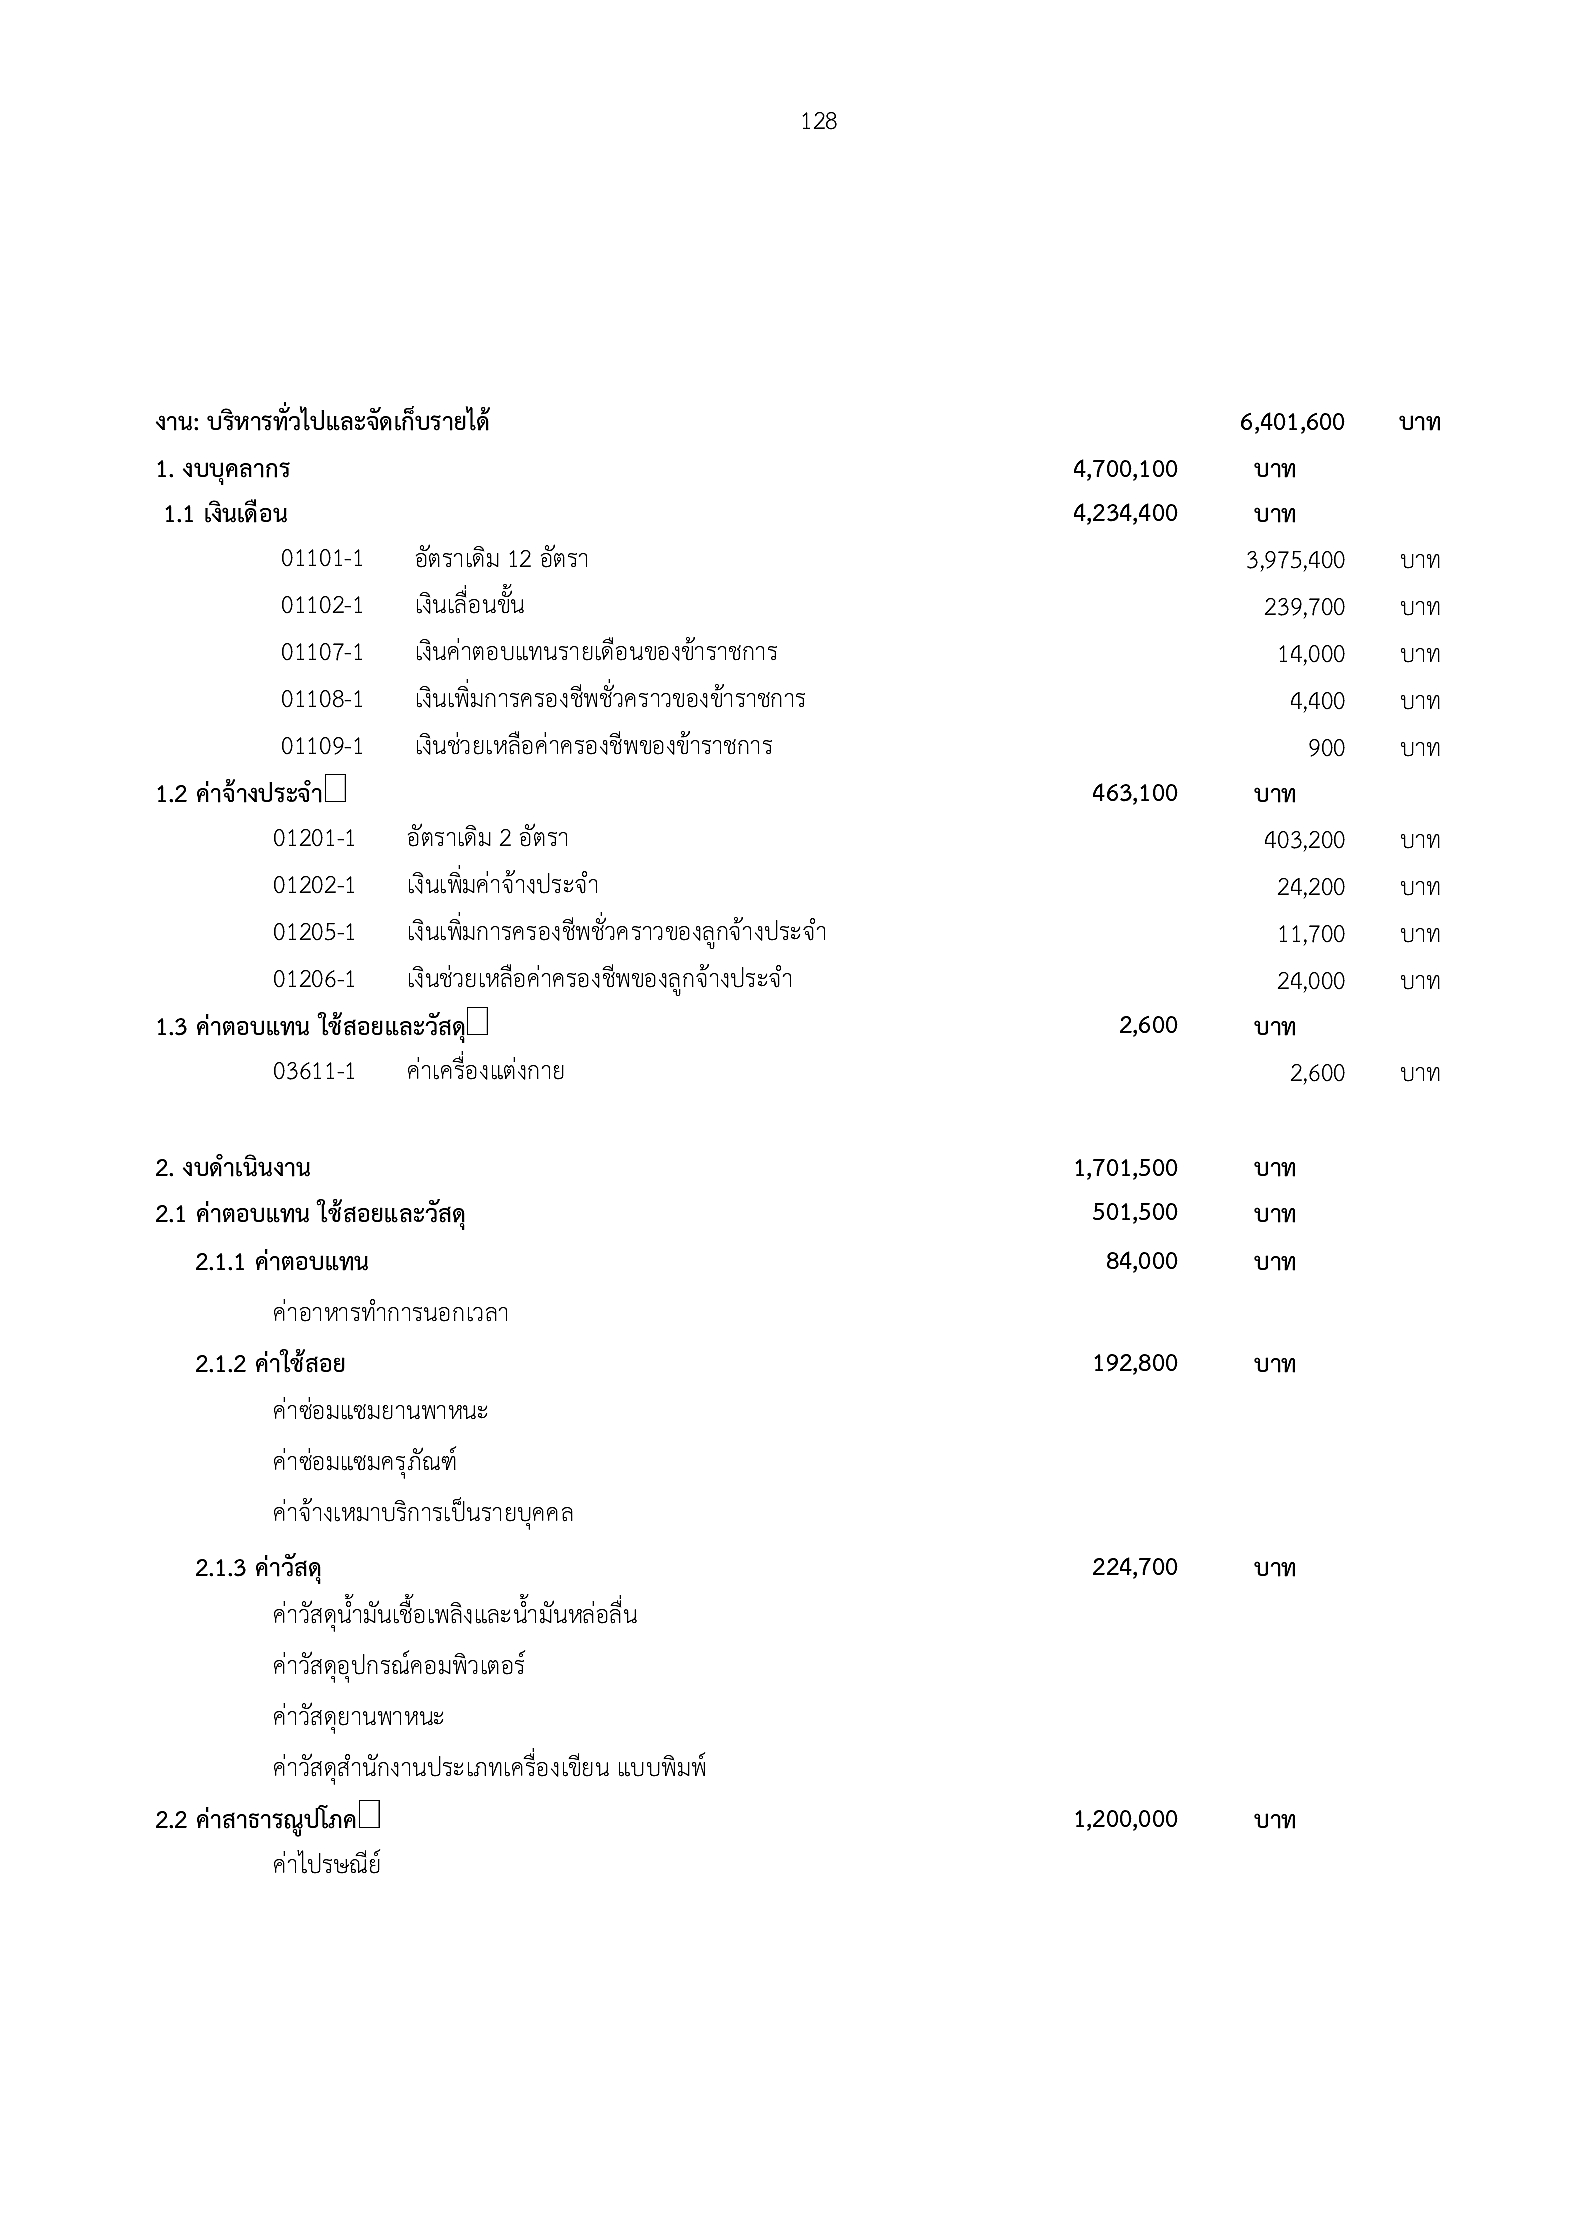 128
งาน: บริหารทั่วไปและจัดเก็บรายได้ 6,401,600 บาท
1. งบบุคลากร 4,700,100 บาท
1.1 เงินเดือน 4,234,400 บาท
01101-1 อัตราเดิม 12 อัตรา 3,975,400 บาท
01102-1 เงินเลื่อนขั้น 239,700 บาท
01107-1 เงินค่าตอบแทนรายเดือนของข้าราชการ 14,000 บาท
01108-1 เงินเพิ่มการครองชีพชั่วคราวของข้าราชการ 4,400 บาท
01109-1 เงินช่วยเหลือค่าครองชีพของข้าราชการ 900 บาท
1.2 ค่าจ้างประจำ 463,100 บาท
01201-1 อัตราเดิม 2 อัตรา 403,200 บาท
01202-1 เงินเพิ่มค่าจ้างประจำ 24,200 บาท
01205-1 เงินเพิ่มการครองชีพชั่วคราวของลูกจ้างประจำ 11,700 บาท
01206-1 เงินช่วยเหลือค่าครองชีพของลูกจ้างประจำ 24,000 บาท
1.3 ค่าตอบแทน ใช้สอยและวัสดุ 2,600 บาท
03611-1 ค่าเครื่องแต่งกาย 2,600 บาท
2. งบดำเนินงาน 1,701,500 บาท
2.1 ค่าตอบแทน ใช้สอยและวัสดุ 501,500 บาท
2.1.1 ค่าตอบแทน 84,000 บาท
ค่าอาหารทำการนอกเวลา
2.1.2 ค่าใช้สอย 192,800 บาท
ค่าซ่อมแซมยานพาหนะ
ค่าซ่อมแซมครุภัณฑ์
ค่าจ้างเหมาบริการเป็นรายบุคคล
2.1.3 ค่าวัสดุ 224,700 บาท
ค่าวัสดุน้ำมันเชื้อเพลิงและน้ำมันหล่อลื่น
ค่าวัสดุอุปกรณ์คอมพิวเตอร์
ค่าวัสดุยานพาหนะ
ค่าวัสดุสำนักงานประเภทเครื่องเขียน แบบพิมพ์
2.2 ค่าสาธารณูปโภค 1,200,000 บาท
ค่าไปรษณีย์